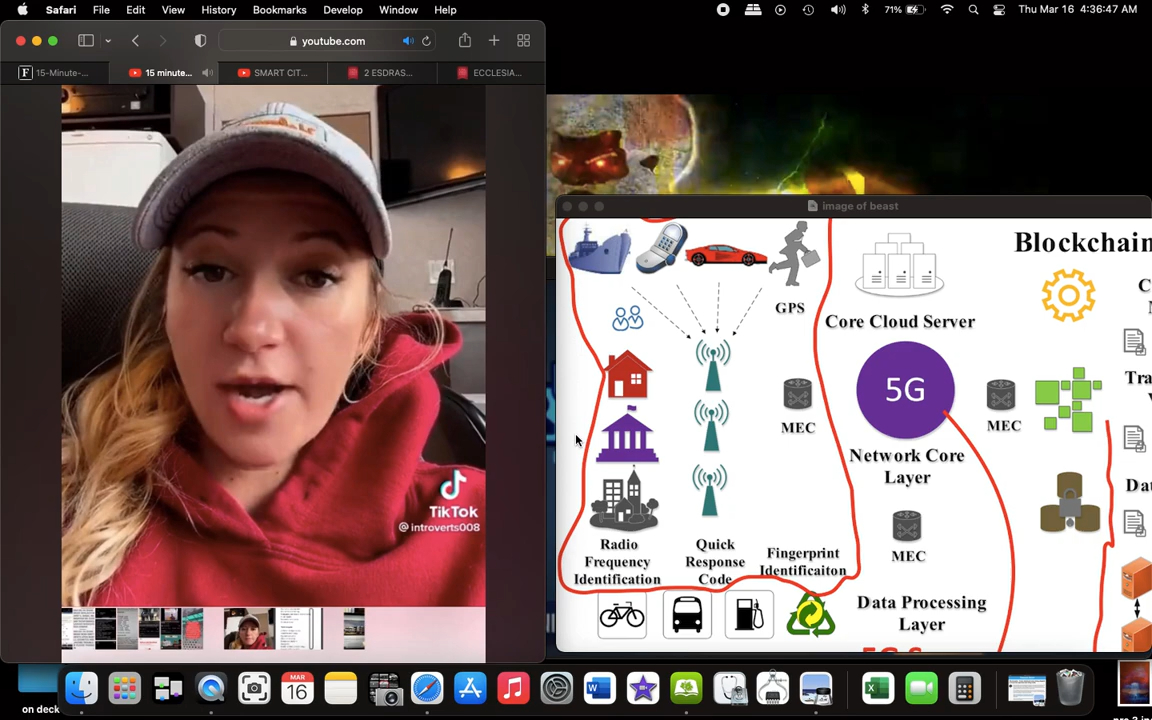 Safari File Edit View History Bookmarks Develop Window Help
71%
Thu Mar 16 4:36:47 AM
youtube.com
F 15-Minute-...
15 minute...
SMART CIT...
2 ESDRAS...
ECCLESIA...
TikTok
@introverts008
image of beast
GPS
MEC
Radio
Frequency
Identification
Quick
Response
Code
Fingerprint
Identificaiton
Core Cloud Server
5G
Network Core
Layer
MEC
MEC
Data Processing
Layer
Blockchain
C
Tra
Da
MAR
16
on deck